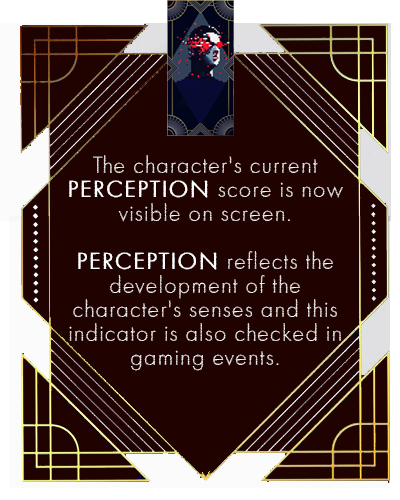 The character's current
PERCEPTION score is now
visible on screen.
PERCEPTION reflects the
development of the
character's senses and this
indicator is also checked in
gaming events.